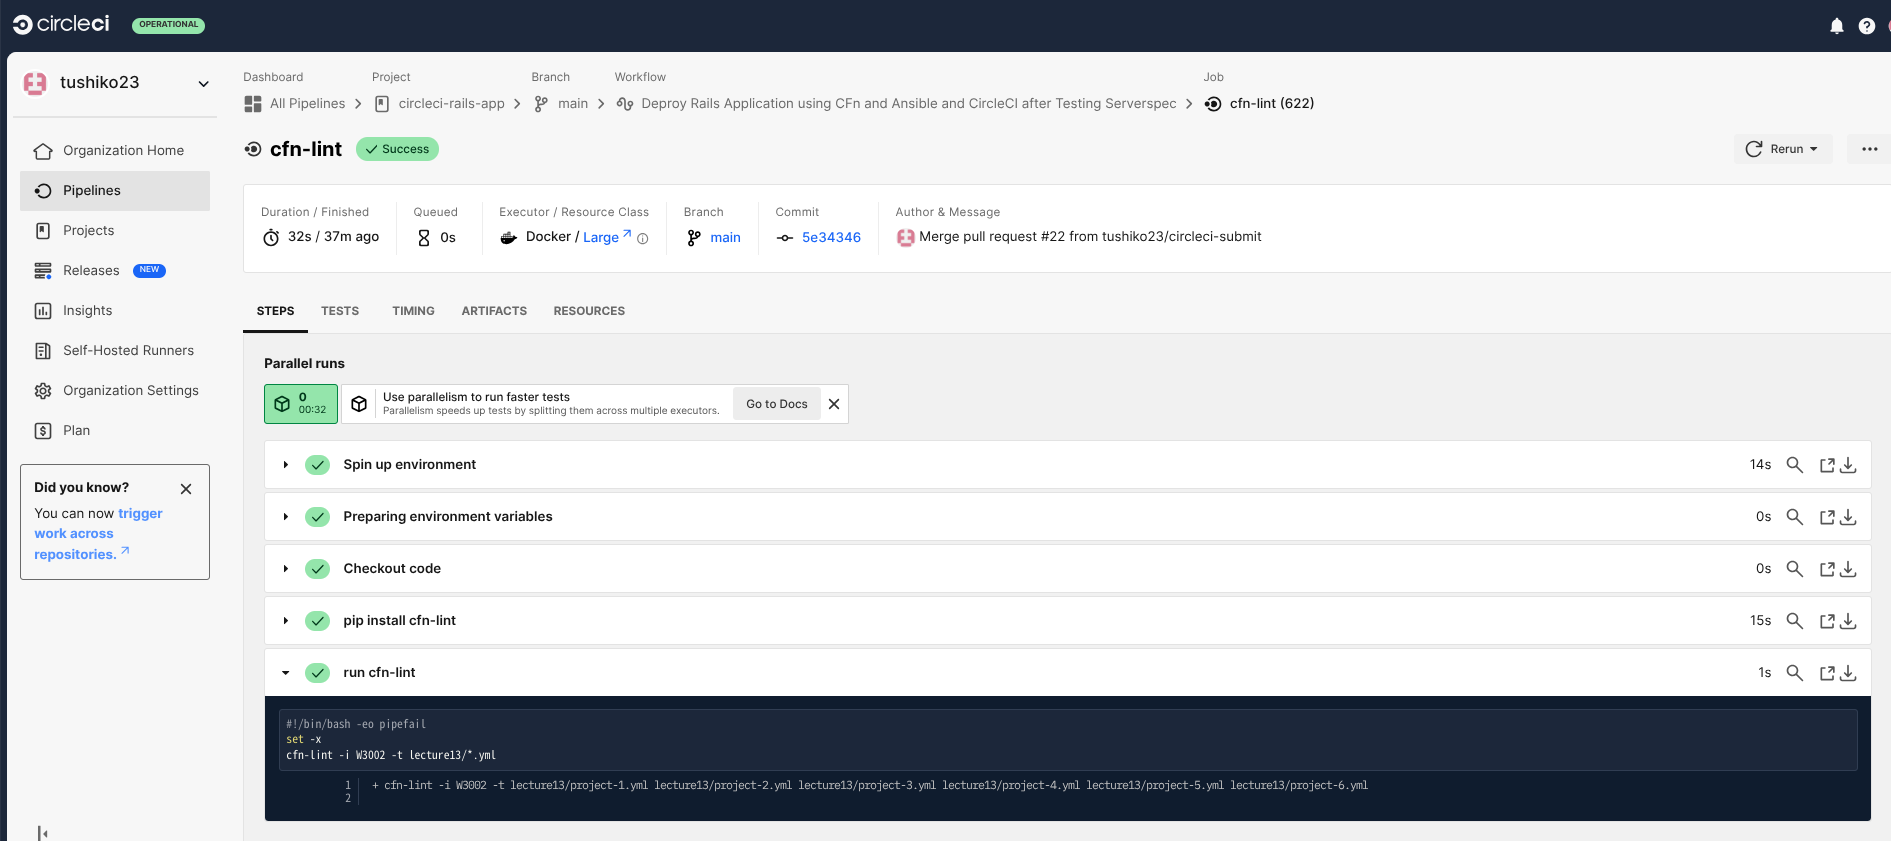 circleci OPERATIONAL
tushiko23
Organization Home
Pipelines
Projects
Releases NEW
Insights
Self-Hosted Runners
Organization Settings
Plan
Did you know?
You can now trigger
work across
repositories.
Dashboard Project Branch Workflow Job
All Pipelines circleci-rails-app main Deproy Rails Application using CFn and Ansible and CircleCI after Testing Serverspec cfn-lint (622)
cfn-lint Success Rerun
Duration / Finished Queued Executor / Resource Class Branch Commit Author & Message
32s / 37m ago 0s Docker / Large main 5e34346 Merge pull request #22 from tushiko23/circleci-submit
STEPS TESTS TIMING ARTIFACTS RESOURCES
Parallel runs
0
00:32
Use parallelism to run faster tests
Parallelism speeds up tests by splitting them across multiple executors.
Go to Docs
Spin up environment 14s
Preparing environment variables 0s
Checkout code 0s
pip install cfn-lint 15s
run cfn-lint 1s
#!/bin/bash -eo pipefail
set -x
cfn-lint -i W3002 -t lecture13/*.yml
1 + cfn-lint -i W3002 -t lecture13/project-1.yml lecture13/project-2.yml lecture13/project-3.yml lecture13/project-4.yml lecture13/project-5.yml lecture13/project-6.yml
2